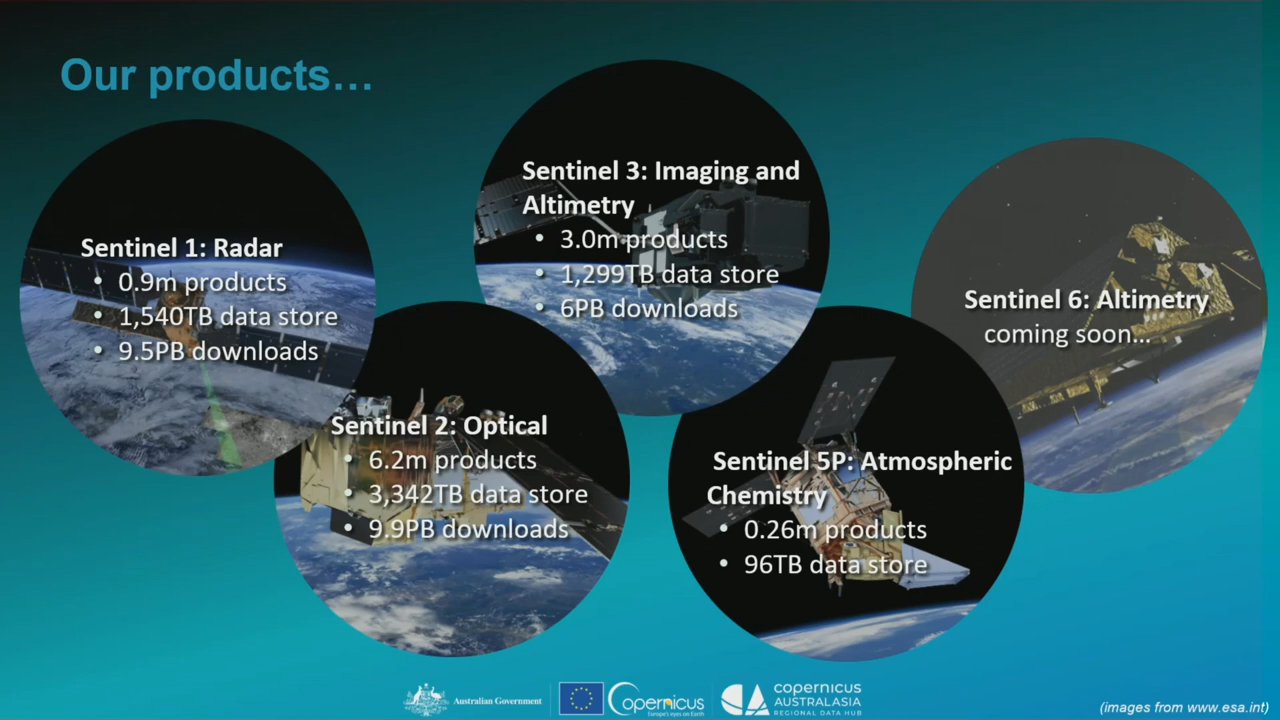 Our products…
Sentinel 1: Radar
• 0.9m products
• 1,540TB data store
• 9.5PB downloads
Sentinel 2: Optical
• 6.2m products
• 3,342TB data store
• 9.9PB downloads
Sentinel 3: Imaging and
Altimetry
• 3.0m products
• 1,299TB data store
• 6PB downloads
Sentinel 5P: Atmospheric
Chemistry
• 0.26m products
• 96TB data store
Sentinel 6: Altimetry
coming soon…
Australian Government
Copernicus
Europe's eyes on Earth
copernicus
AUSTRALASIA
REGIONAL DATA HUB
(images from www.esa.int)